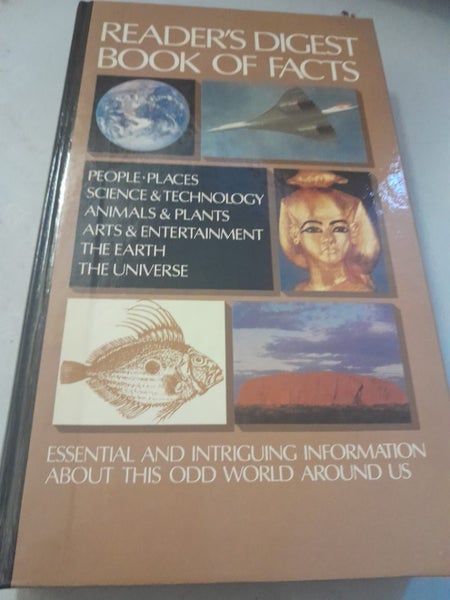 READER'S DIGEST
BOOK OF FACTS
PEOPLE•PLACES
SCIENCE & TECHNOLOGY
ANIMALS & PLANTS
ARTS & ENTERTAINMENT
THE EARTH
THE UNIVERSE
ESSENTIAL AND INTRIGUING INFORMATION
ABOUT THIS ODD WORLD AROUND US